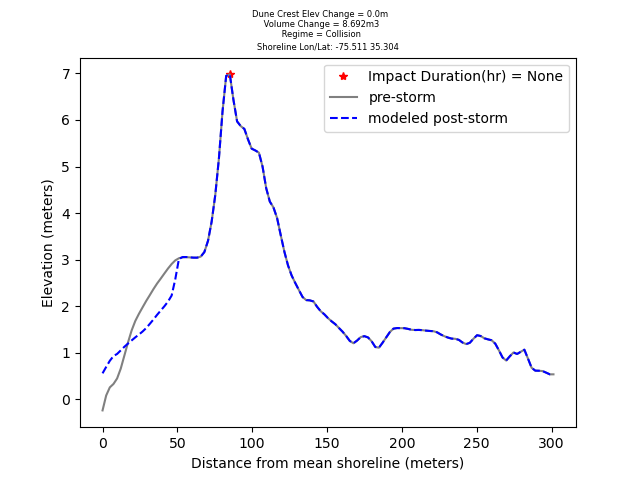 Dune Crest Elev Change = 0.0m
Volume Change = 8.692m3
Regime = Collision
Shoreline Lon/Lat: -75.511 35.304
Impact Duration(hr) = None
pre-storm
modeled post-storm
Elevation (meters)
7
6
5
4
3
2
1
0
0 50 100 150 200 250 300
Distance from mean shoreline (meters)